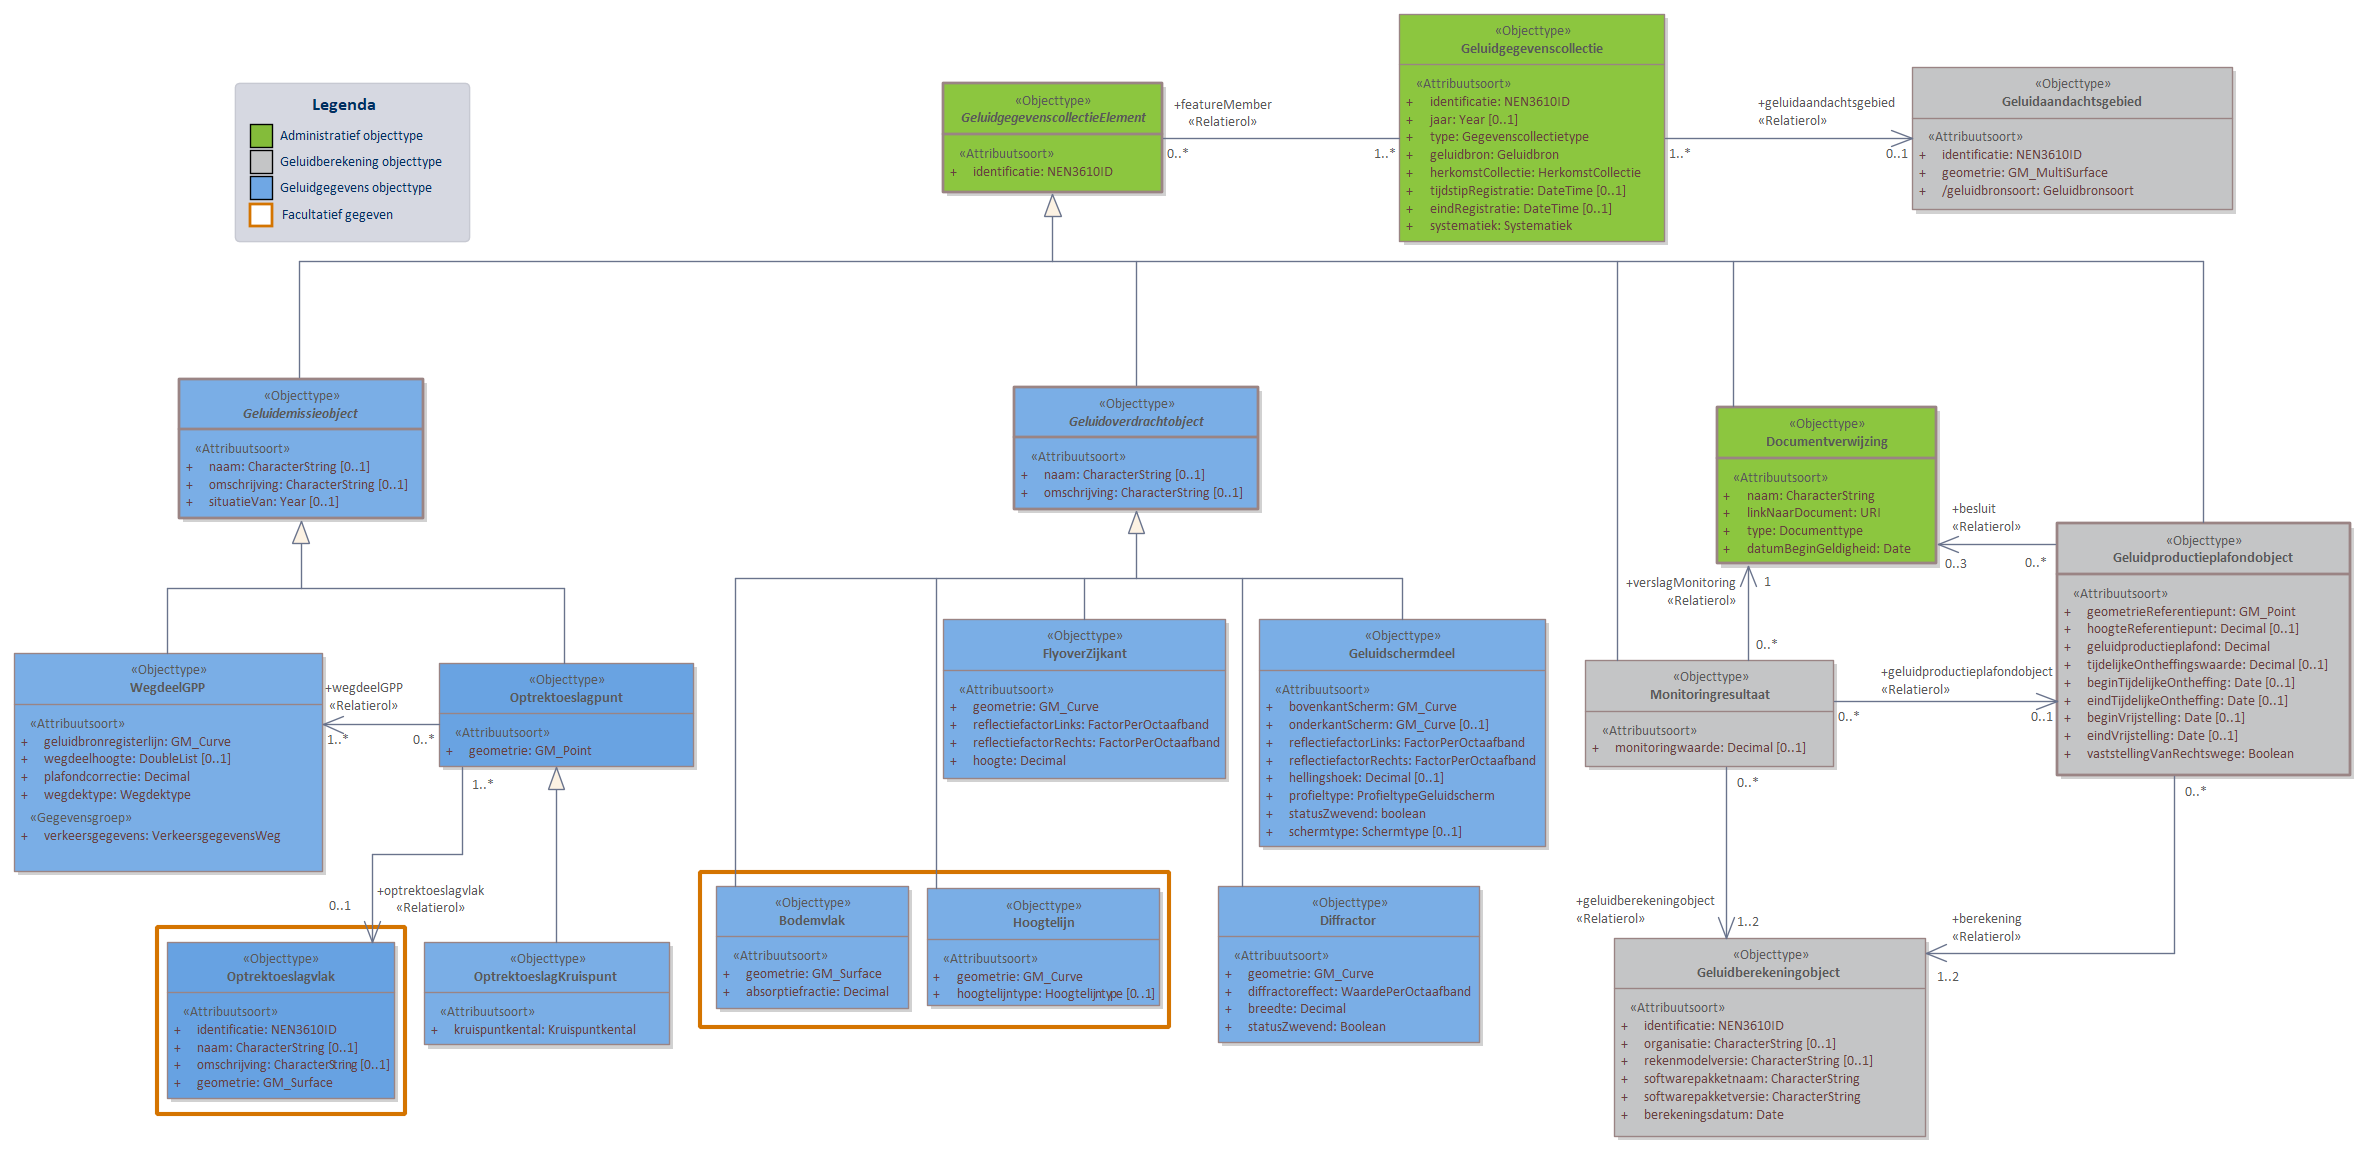 Legenda
Administratief objecttype
Geluidberekening objecttype
Geluidgegevens objecttype
Facultatief gegeven
«Objecttype»
GeluidgegevenscollectieElement
«Attribuutsoort»
+ identificatie: NEN3610ID
+featureMember
«Relatierol»
0..*
1..*
«Objecttype»
Geluidgegevenscollectie
«Attribuutsoort»
+ identificatie: NEN3610ID
+ jaar: Year [0..1]
+ type: Gegevenscollectietype
+ geluidbron: Geluidbron
+ herkomstCollectie: HerkomstCollectie
+ tijdstipRegistratie: DateTime [0..1]
+ eindRegistratie: DateTime [0..1]
+ systematiek: Systematiek
+geluidaandachtsgebied
«Relatierol»
1..*
0..1
«Objecttype»
Geluidaandachtsgebied
«Attribuutsoort»
+ identificatie: NEN3610ID
+ geometrie: GM_MultiSurface
+ /geluidbronsoort: Geluidbronsoort
«Objecttype»
Geluidemissieobject
«Attribuutsoort»
+ naam: CharacterString [0..1]
+ omschrijving: CharacterString [0..1]
+ situatieVan: Year [0..1]
«Objecttype»
Geluidoverdrachtobject
«Attribuutsoort»
+ naam: CharacterString [0..1]
+ omschrijving: CharacterString [0..1]
«Objecttype»
Documentverwijzing
«Attribuutsoort»
+ naam: CharacterString
+ linkNaarDocument: URI
+ type: Documenttype
+ datumBeginGeldigheid: Date
+besluit
«Relatierol»
0..3
0..*
«Objecttype»
Geluidproductieplafondobject
«Attribuutsoort»
+ geometrieReferentiepunt: GM_Point
+ hoogteReferentiepunt: Decimal [0..1]
+ geluidproductieplafond: Decimal
+ tijdelijkeOntheffingswaarde: Decimal [0..1]
+ beginTijdelijkeOntheffing: Date [0..1]
+ eindTijdelijkeOntheffing: Date [0..1]
+ beginVrijstelling: Date [0..1]
+ eindVrijstelling: Date [0..1]
+ vaststellingVanRechtswege: Boolean
+verslagMonitoring
«Relatierol»
1
0..*
«Objecttype»
Monitoringresultaat
«Attribuutsoort»
+ monitoringwaarde: Decimal [0..1]
+geluidproductieplafondobject
«Relatierol»
0..*
0..1
0..*
0..*
«Objecttype»
WegdeelGPP
«Attribuutsoort»
+ geluidbronregisterlijn: GM_Curve
+ wegdeelhoogte: DoubleList [0..1]
+ plafondcorrectie: Decimal
+ wegdektype: Wegdektype
«Gegevensgroep»
+ verkeersgegevens: VerkeersgegevensWeg
+wegdeelGPP
«Relatierol»
1..*
0..*
«Objecttype»
Optrektoeslagpunt
«Attribuutsoort»
+ geometrie: GM_Point
1..*
+optrektoeslagvlak
«Relatierol»
0..1
«Objecttype»
FlyoverZijkant
«Attribuutsoort»
+ geometrie: GM_Curve
+ reflectiefactorLinks: FactorPerOctaafband
+ reflectiefactorRechts: FactorPerOctaafband
+ hoogte: Decimal
«Objecttype»
Geluidschermdeel
«Attribuutsoort»
+ bovenkantScherm: GM_Curve
+ onderkantScherm: GM_Curve [0..1]
+ reflectiefactorLinks: FactorPerOctaafband
+ reflectiefactorRechts: FactorPerOctaafband
+ hellingshoek: Decimal [0..1]
+ profieltype: ProfieltypeGeluidscherm
+ statusZwevend: boolean
+ schermtype: Schermtype [0..1]
«Objecttype»
Optrektoeslagvlak
«Attribuutsoort»
+ identificatie: NEN3610ID
+ naam: CharacterString [0..1]
+ omschrijving: CharacterString [0..1]
+ geometrie: GM_Surface
«Objecttype»
OptrektoeslagKruispunt
«Attribuutsoort»
+ kruispuntkental: Kruispuntkental
«Objecttype»
Bodemvlak
«Attribuutsoort»
+ geometrie: GM_Surface
+ absorptiefractie: Decimal
«Objecttype»
Hoogtelijn
«Attribuutsoort»
+ geometrie: GM_Curve
+ hoogtelijntype: Hoogtelijntype [0..1]
«Objecttype»
Diffractor
«Attribuutsoort»
+ geometrie: GM_Curve
+ diffractoreffect: WaardePerOctaafband
+ breedte: Decimal
+ statusZwevend: Boolean
+geluidberekeningobject
«Relatierol»
1..2
+berekening
«Relatierol»
1..2
«Objecttype»
Geluidberekeningobject
«Attribuutsoort»
+ identificatie: NEN3610ID
+ organisatie: CharacterString [0..1]
+ rekenmodelversie: CharacterString [0..1]
+ softwarepakketnaam: CharacterString
+ softwarepakketversie: CharacterString
+ berekeningsdatum: Date